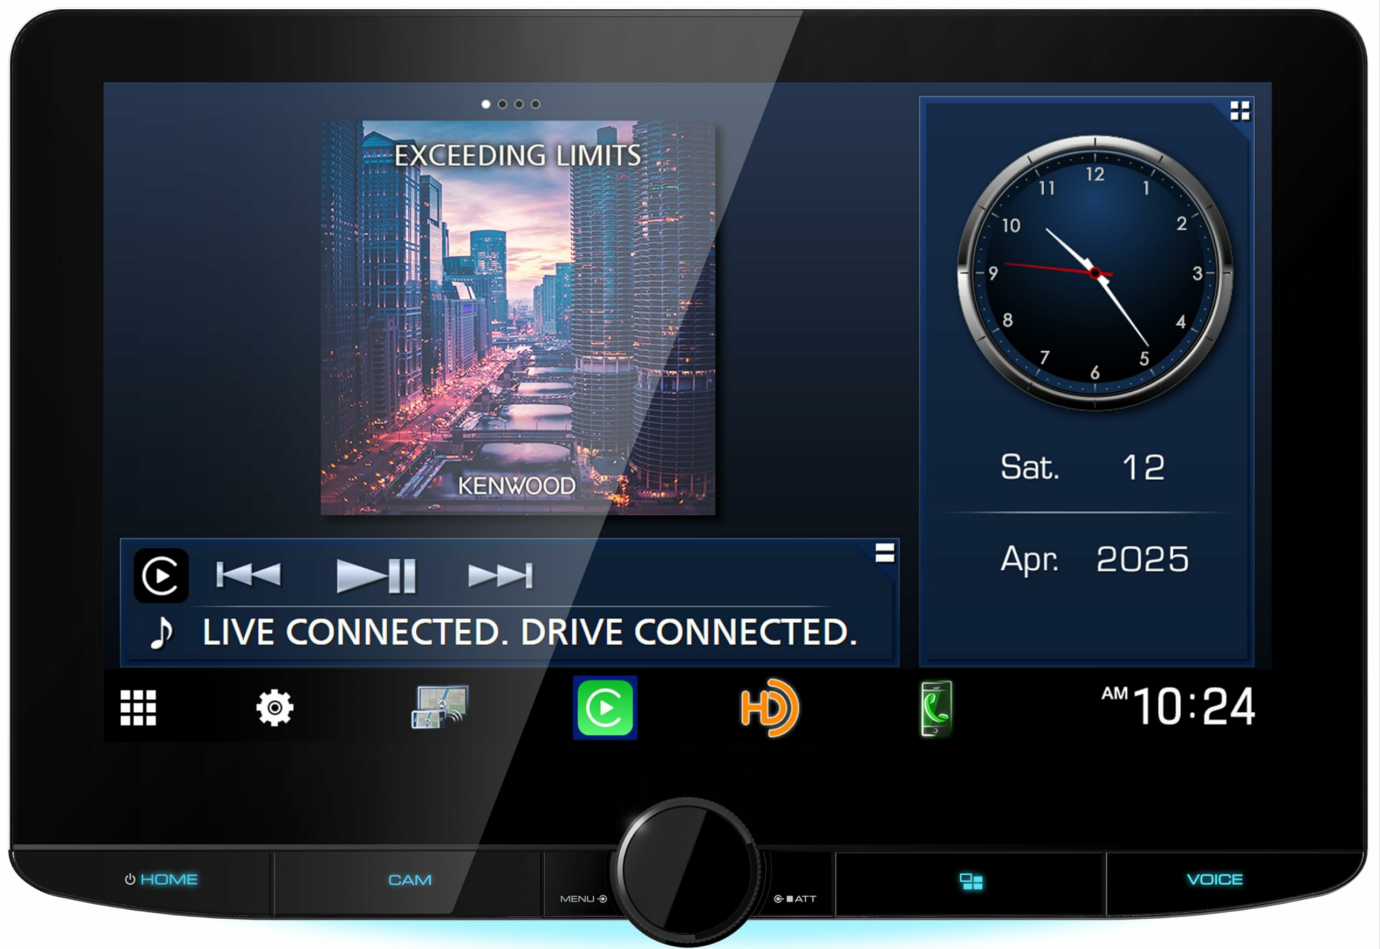 EXCEEDING LIMITS
KENWOOD
12
1
2
3
4
5
6
7
8
9
10
11
Sat. 12
Apr. 2025
LIVE CONNECTED. DRIVE CONNECTED.
HD
AM 10:24
HOME
CAM
MENU
ATT
VOICE